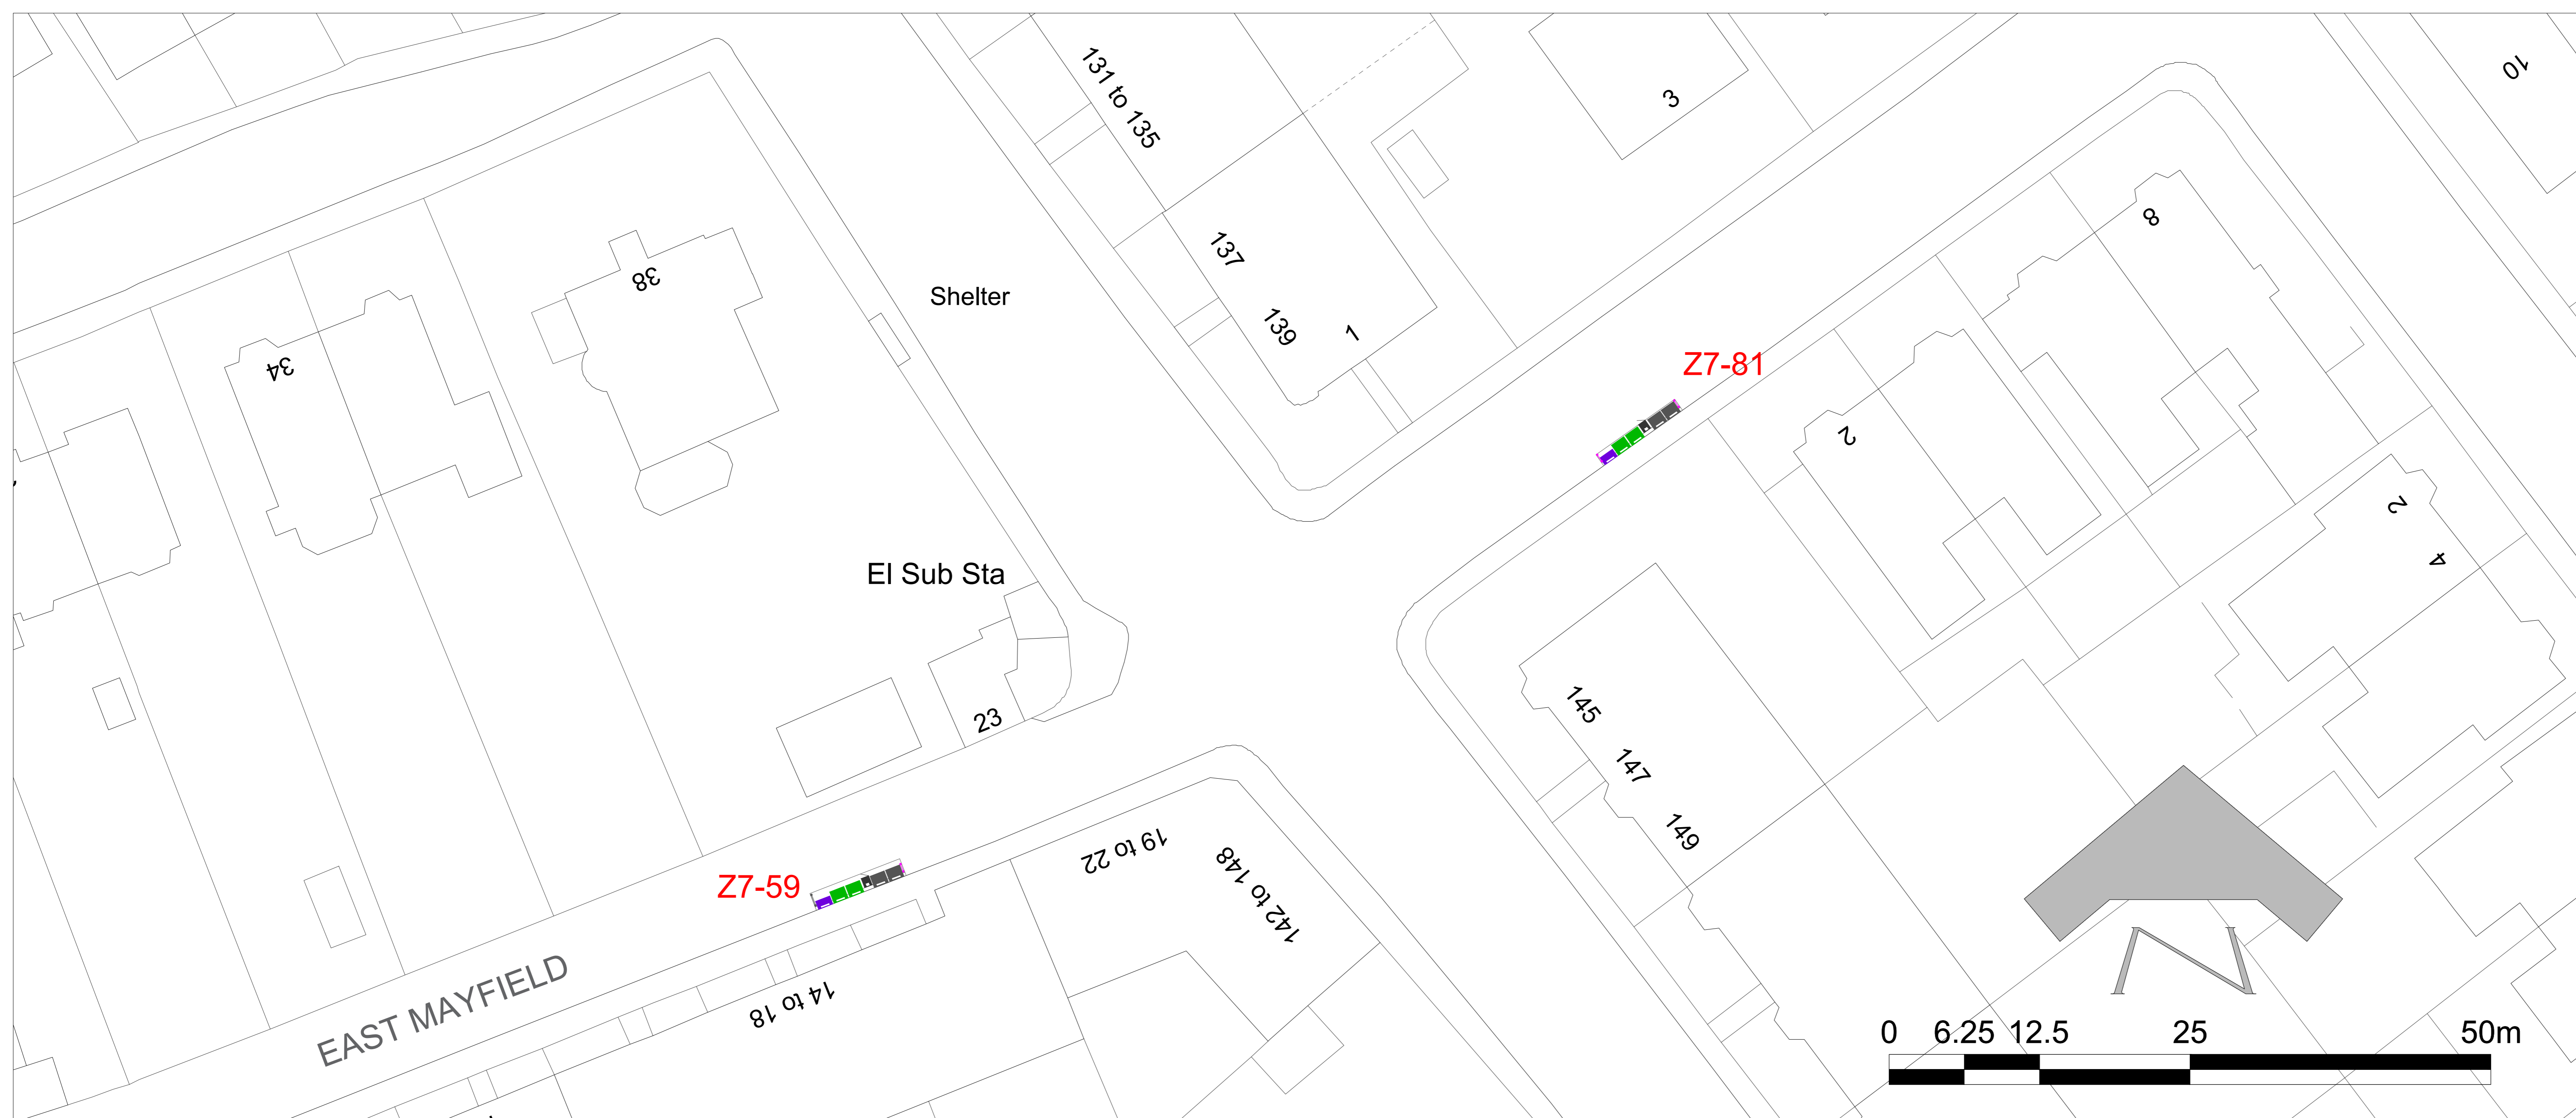 131 to 135
3
10
8
137
38
Shelter
139
1
34
Z7-81
2
2
4
El Sub Sta
145
23
147
149
19 to 22
142 to 148
Z7-59
14 to 18
EAST MAYFIELD
N
0 6.25 12.5 25 50m